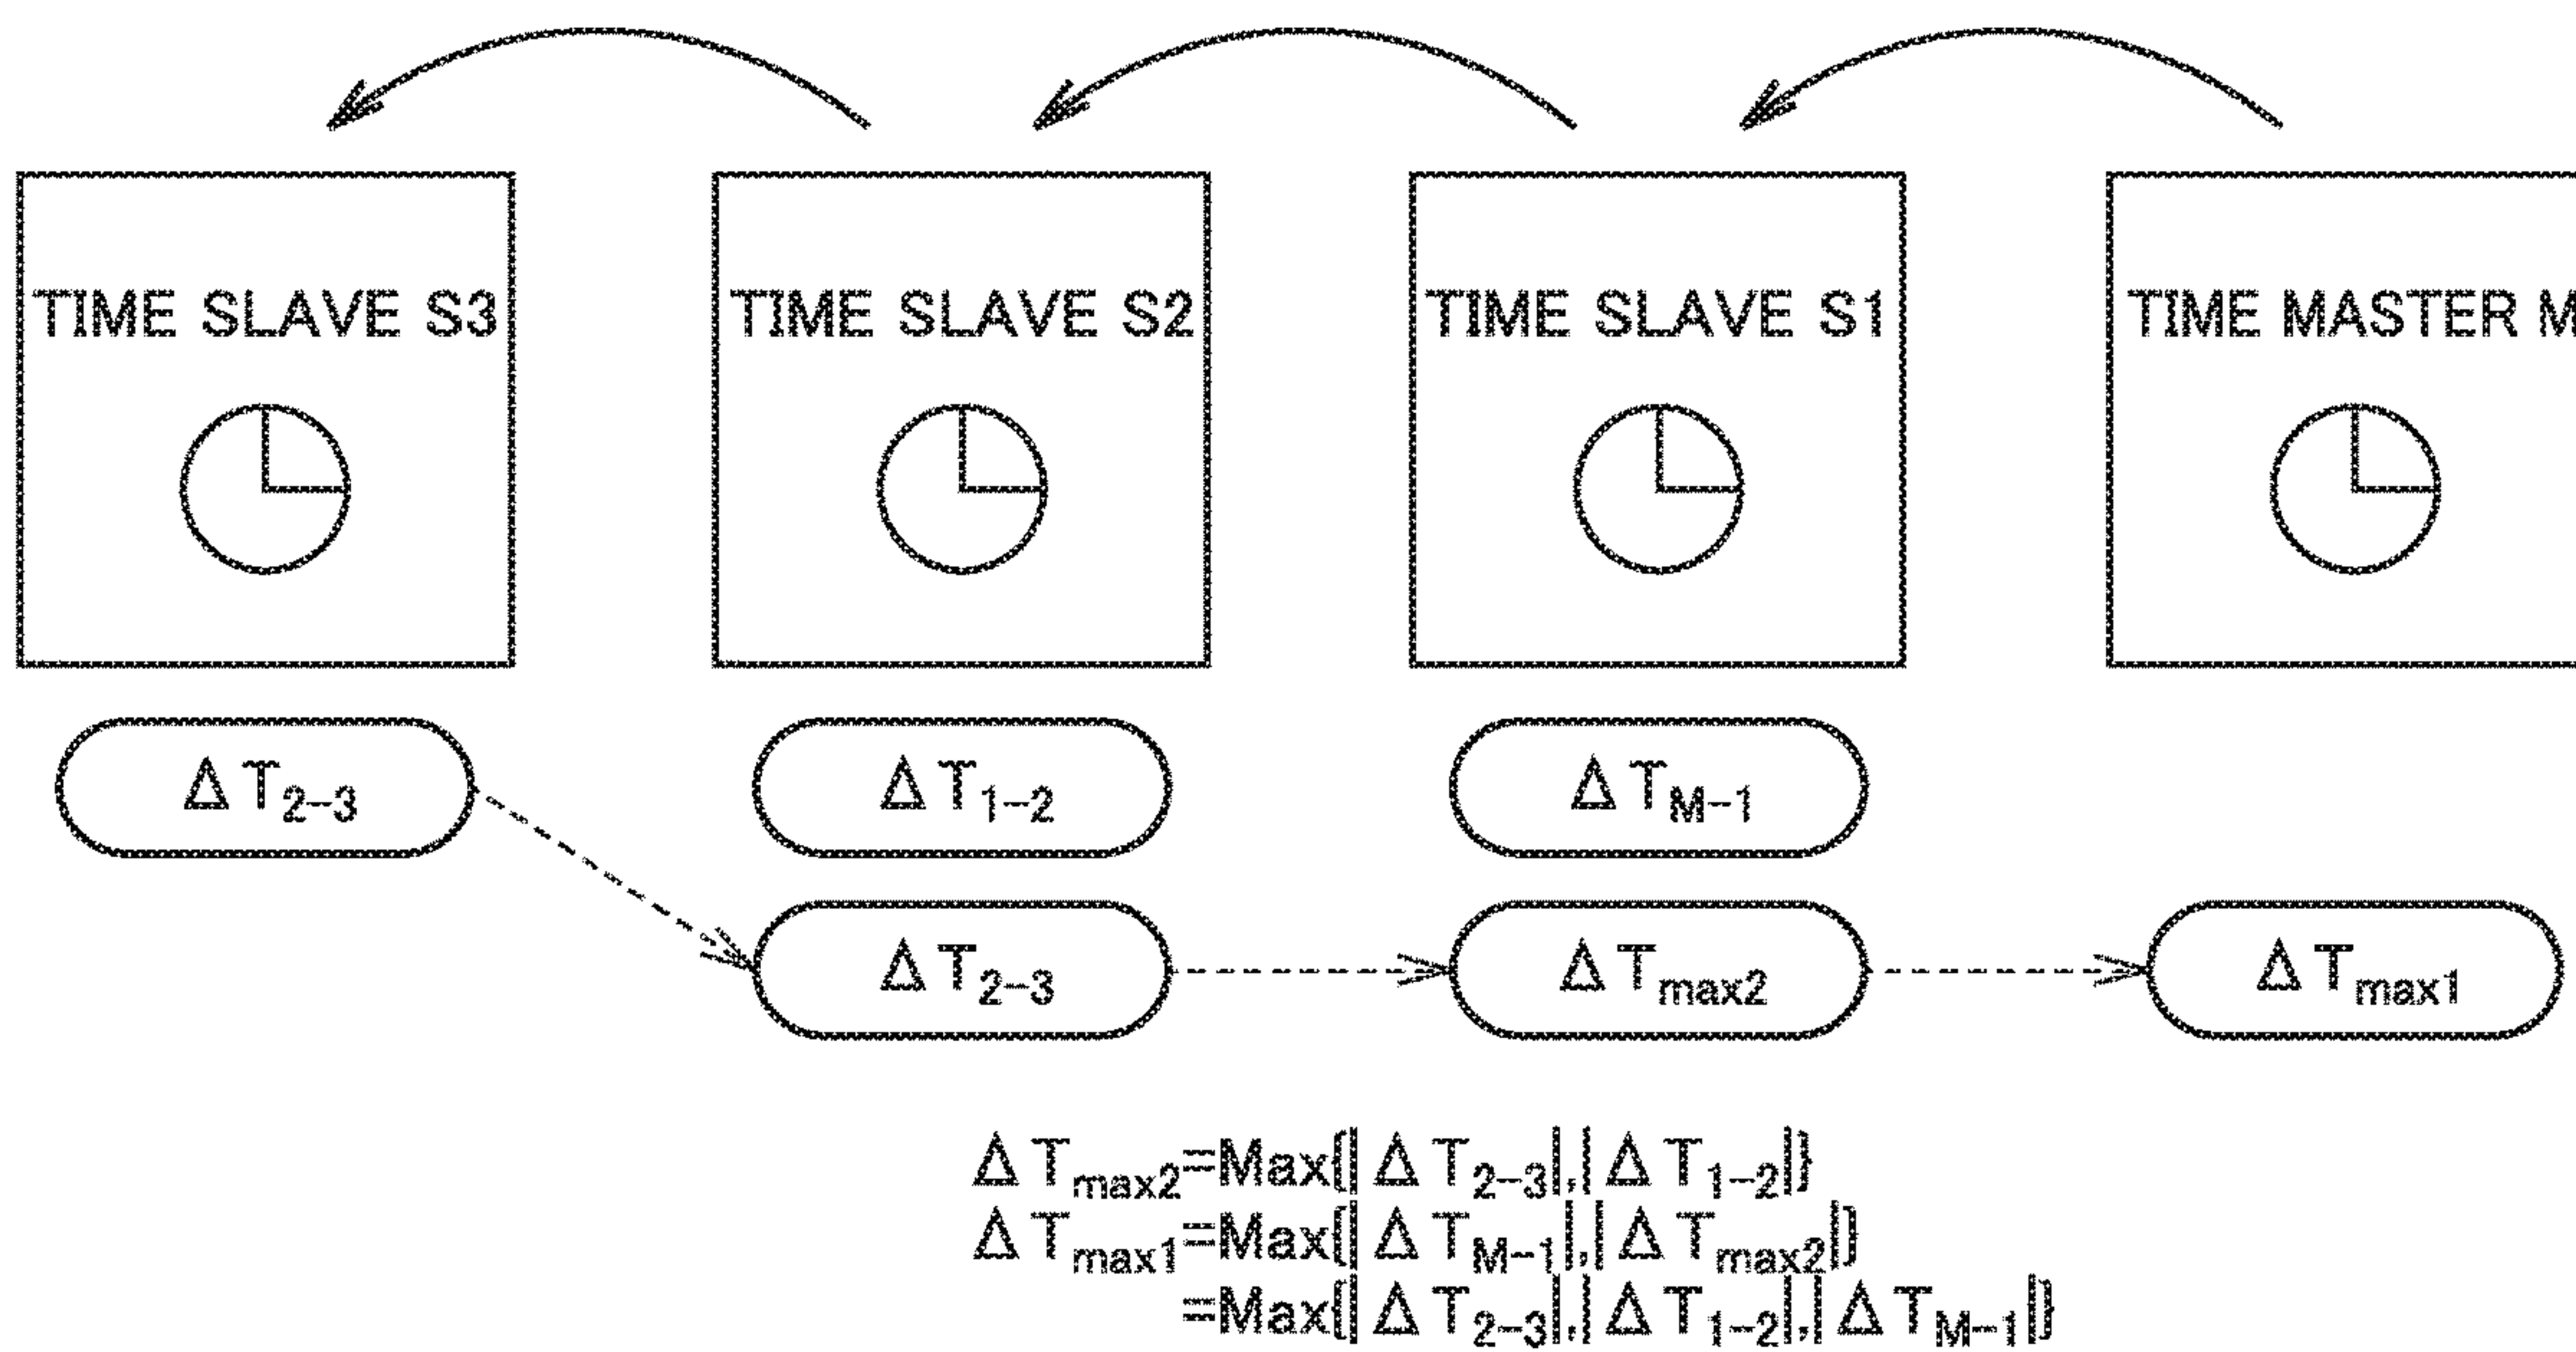 TIME SLAVE S3 TIME SLAVE S2 TIME SLAVE S1 TIME MASTER M
ΔT2-3 ΔT1-2 ΔTM-1
ΔT2-3 ΔTmax2 ΔTmax1
ΔTmax2=Max{|ΔT2-3|,|ΔT1-2|}
ΔTmax1=Max{|ΔTM-1|,|ΔTmax2|}
=Max{|ΔT2-3|,|ΔT1-2|,|ΔTM-1|}